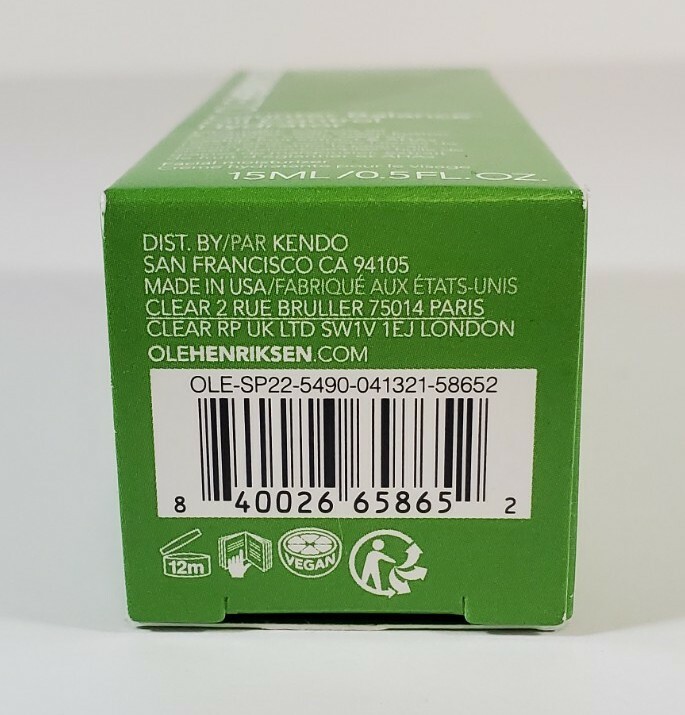 15ML/0.5FL. OZ.
DIST. BY/PAR KENDO
SAN FRANCISCO CA 94105
MADE IN USA/FABRIQUÉ AUX ÉTATS-UNIS
CLEAR 2 RUE BRULLER 75014 PARIS
CLEAR RP UK LTD SW1V 1EJ LONDON
OLEHENRIKSEN.COM
OLE-SP22-5490-041321-58652
8 40026 65865 2
12m
VEGAN